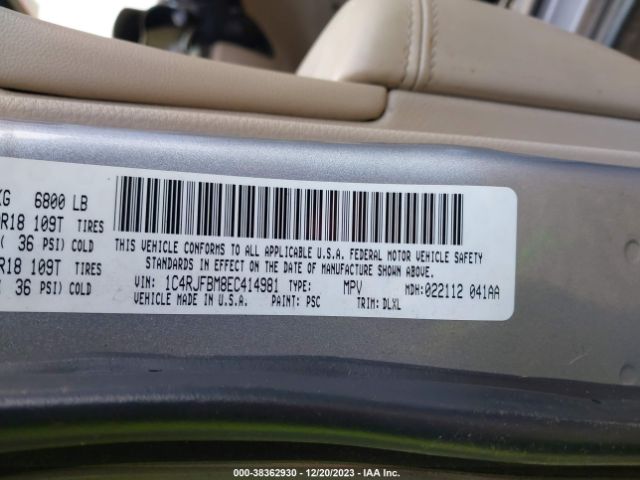 KG 6800 LB
R18 109T TIRES
( 36 PSI) COLD
R18 109T TIRES
36 PSI) COLD
THIS VEHICLE CONFORMS TO ALL APPLICABLE U.S.A. FEDERAL MOTOR VEHICLE SAFETY
STANDARDS IN EFFECT ON THE DATE OF MANUFACTURE SHOWN ABOVE.
VIN: 1C4RJFBM8EC414981 TYPE: MPV MDH:022112 041AA
VEHICLE MADE IN U.S.A. PAINT: PSC TRIM: DLXL
000-38362930 - 12/20/2023 - IAA Inc.